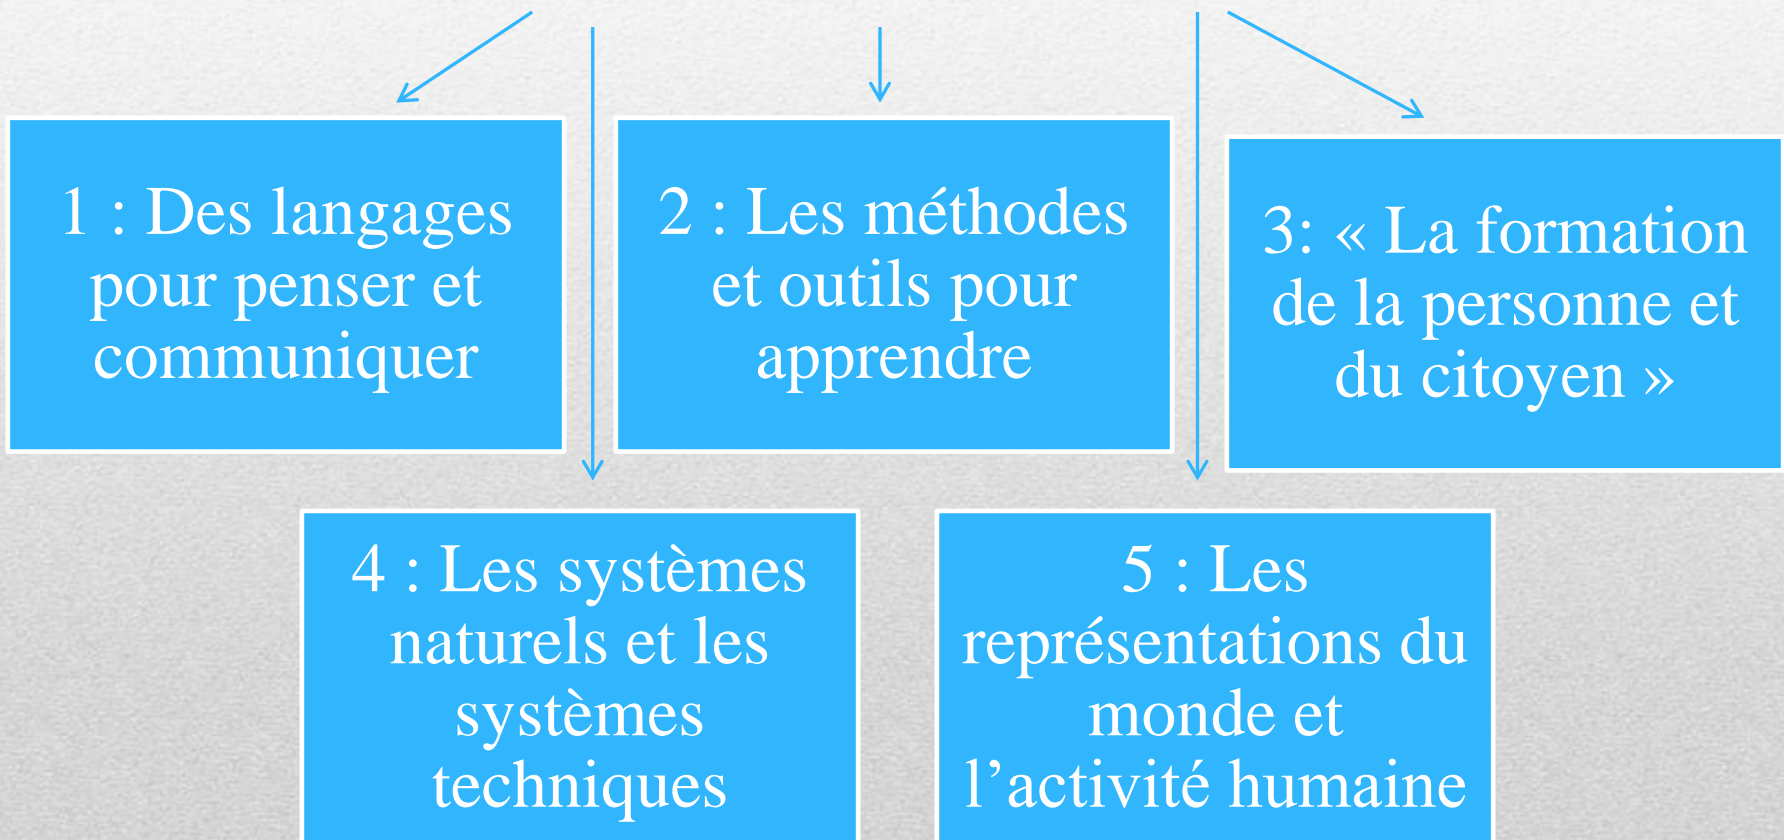 1 : Des langages
pour penser et
communiquer
2 : Les méthodes
et outils pour
apprendre
3: « La formation
de la personne et
du citoyen »
4 : Les systèmes
naturels et les
systèmes
techniques
5 : Les
représentations du
monde et
l’activité humaine